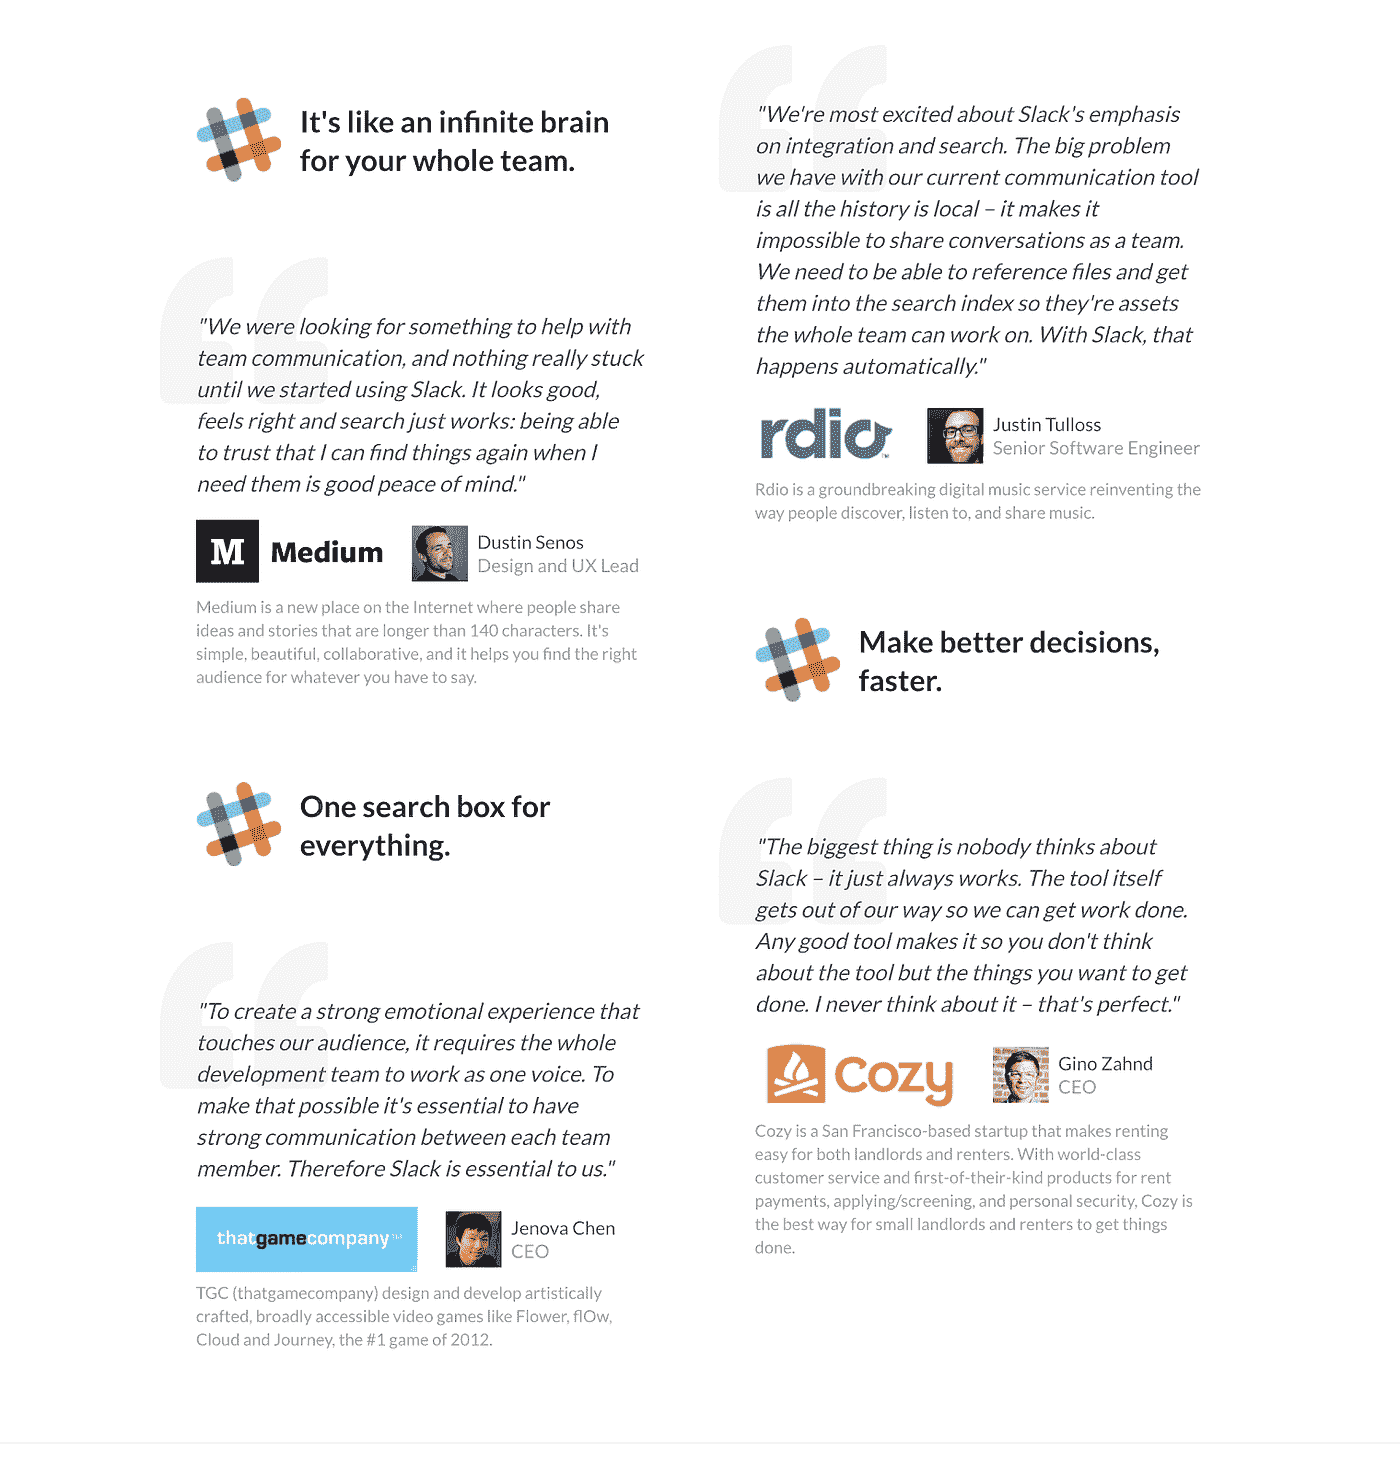 It's like an infinite brain
for your whole team.
"We were looking for something to help with
team communication, and nothing really stuck
until we started using Slack. It looks good,
feels right and search just works: being able
to trust that I can find things again when I
need them is good peace of mind."
M Medium
Dustin Senos
Design and UX Lead
Medium is a new place on the Internet where people share
ideas and stories that are longer than 140 characters. It's
simple, beautiful, collaborative, and it helps you find the right
audience for whatever you have to say.
One search box for
everything.
"To create a strong emotional experience that
touches our audience, it requires the whole
development team to work as one voice. To
make that possible it's essential to have
strong communication between each team
member. Therefore Slack is essential to us."
thatgamecompany™
Jenova Chen
CEO
TGC (thatgamecompany) design and develop artistically
crafted, broadly accessible video games like Flower, flOw,
Cloud and Journey, the #1 game of 2012.
"We're most excited about Slack's emphasis
on integration and search. The big problem
we have with our current communication tool
is all the history is local – it makes it
impossible to share conversations as a team.
We need to be able to reference files and get
them into the search index so they're assets
the whole team can work on. With Slack, that
happens automatically."
rdio™
Justin Tulloss
Senior Software Engineer
Rdio is a groundbreaking digital music service reinventing the
way people discover, listen to, and share music.
Make better decisions,
faster.
"The biggest thing is nobody thinks about
Slack – it just always works. The tool itself
gets out of our way so we can get work done.
Any good tool makes it so you don't think
about the tool but the things you want to get
done. I never think about it – that's perfect."
Cozy
Gino Zahnd
CEO
Cozy is a San Francisco-based startup that makes renting
easy for both landlords and renters. With world-class
customer service and first-of-their-kind products for rent
payments, applying/screening, and personal security, Cozy is
the best way for small landlords and renters to get things
done.